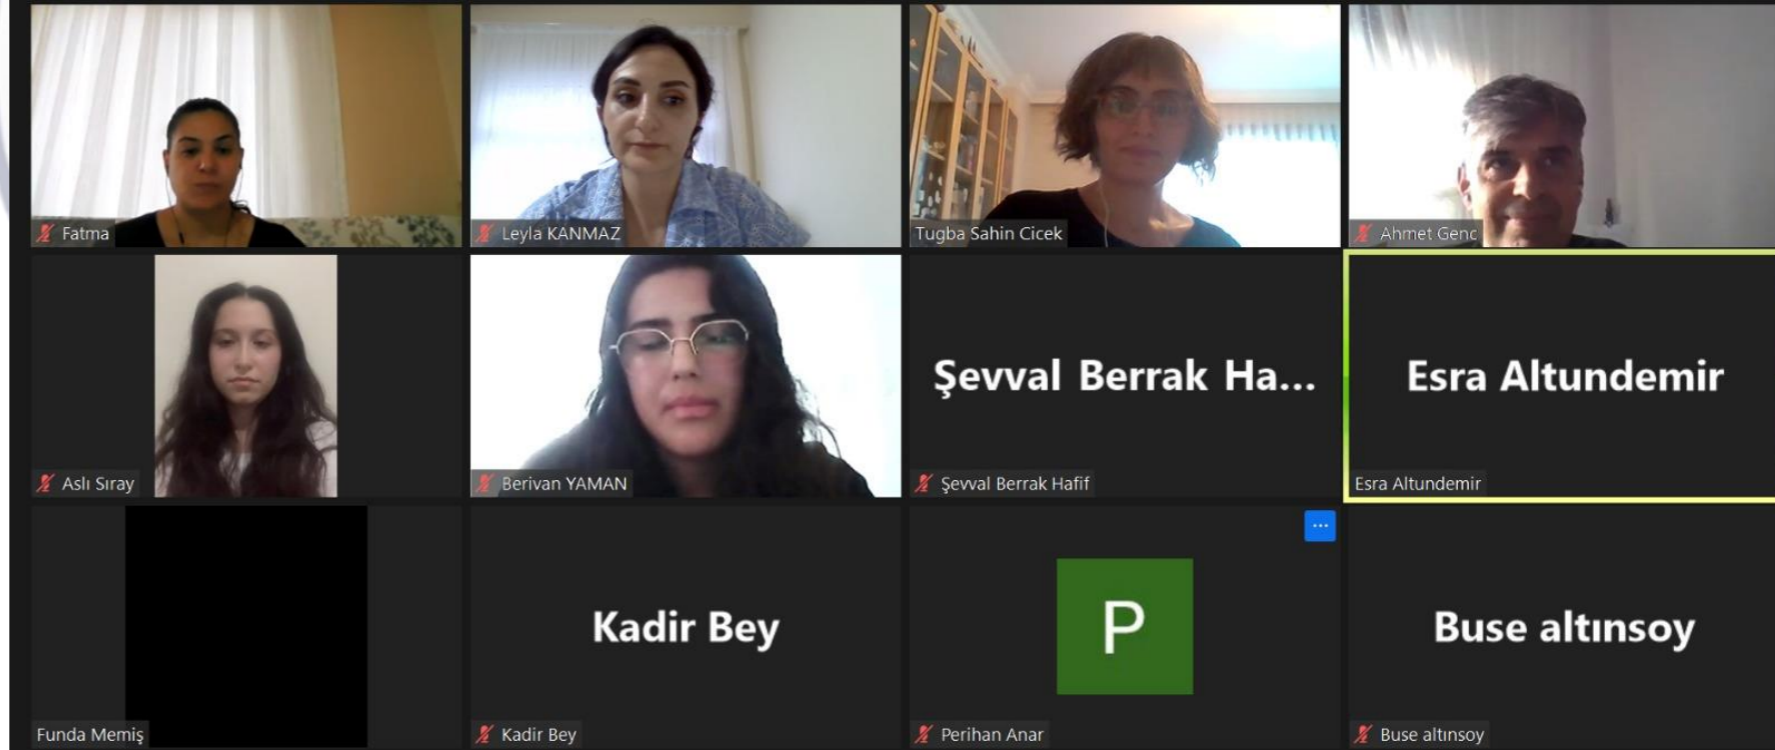 Fatma
Leyla KANMAZ
Tugba Sahin Cicek
Ahmet Genc
Aslı Sıray
Berivan YAMAN
Şevval Berrak Ha...
Şevval Berrak Hafif
Esra Altundemir
Esra Altundemir
Funda Memiş
Kadir Bey
Kadir Bey
P
Perihan Anar
Buse altınsoy
Buse altınsoy